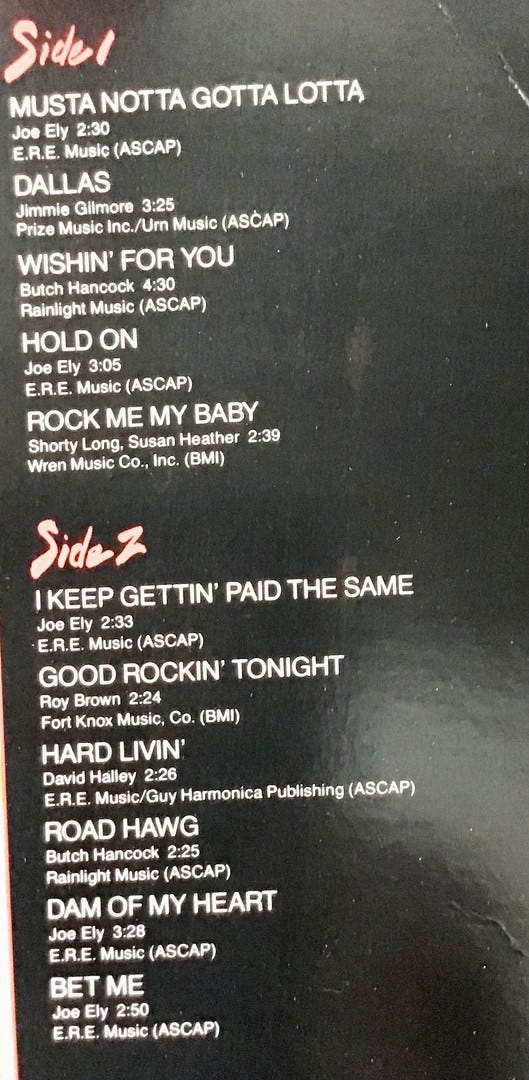 Side 1
MUSTA NOTTA GOTTA LOTTA
Joe Ely 2:30
E.R.E. Music (ASCAP)
DALLAS
Jimmie Gilmore 3:25
Prize Music Inc./Urn Music (ASCAP)
WISHIN' FOR YOU
Butch Hancock 4:30
Rainlight Music (ASCAP)
HOLD ON
Joe Ely 3:05
E.R.E. Music (ASCAP)
ROCK ME MY BABY
Shorty Long, Susan Heather 2:39
Wren Music Co., Inc. (BMI)
Side 2
I KEEP GETTIN' PAID THE SAME
Joe Ely 2:33
E.R.E. Music (ASCAP)
GOOD ROCKIN' TONIGHT
Roy Brown 2:24
Fort Knox Music, Co. (BMI)
HARD LIVIN'
David Halley 2:26
E.R.E. Music/Guy Harmonica Publishing (ASCAP)
ROAD HAWG
Butch Hancock 2:25
Rainlight Music (ASCAP)
DAM OF MY HEART
Joe Ely 3:28
E.R.E. Music (ASCAP)
BET ME
Joe Ely 2:50
E.R.E. Music (ASCAP)